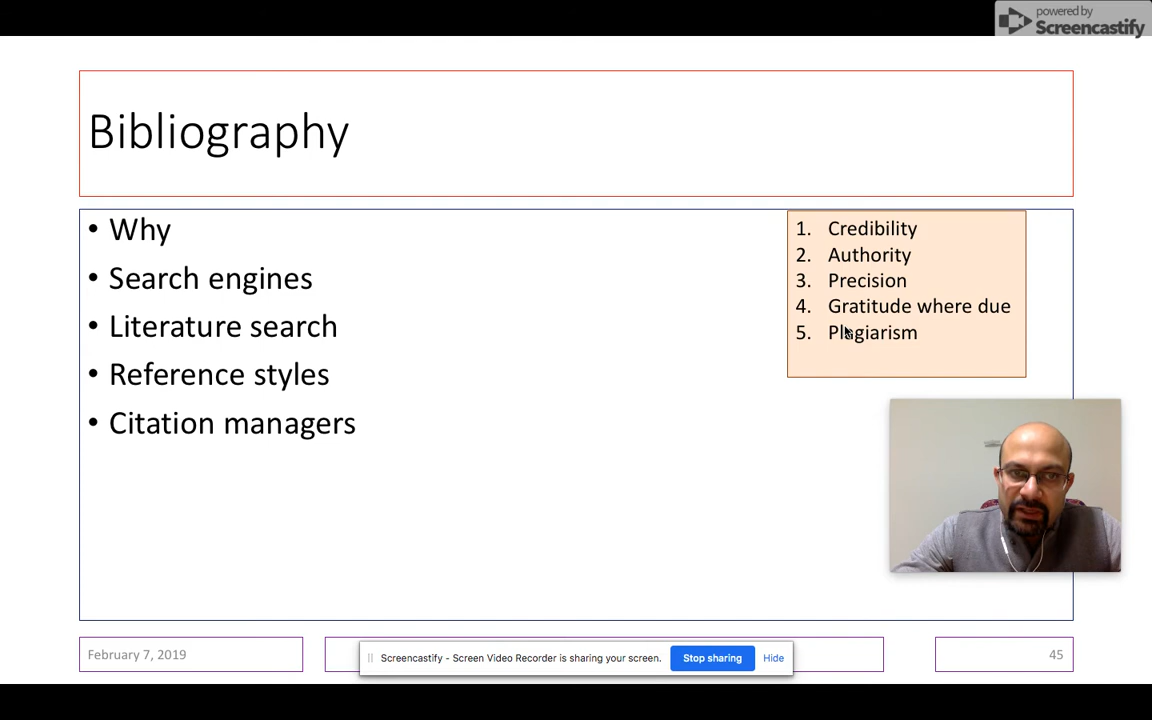 powered by
Screencastify
Bibliography
• Why
• Search engines
• Literature search
• Reference styles
• Citation managers
1. Credibility
2. Authority
3. Precision
4. Gratitude where due
5. Plagiarism
February 7, 2019
Screencastify - Screen Video Recorder is sharing your screen. Stop sharing Hide
45